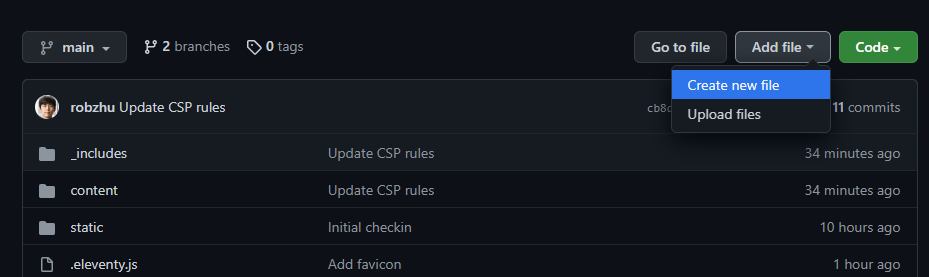 main
2 branches
0 tags
Go to file
Add file
Code
Create new file
Upload files
robzhu Update CSP rules
11 commits
_includes Update CSP rules 34 minutes ago
content Update CSP rules 34 minutes ago
static Initial checkin 10 hours ago
.eleventy.js Add favicon 1 hour ago